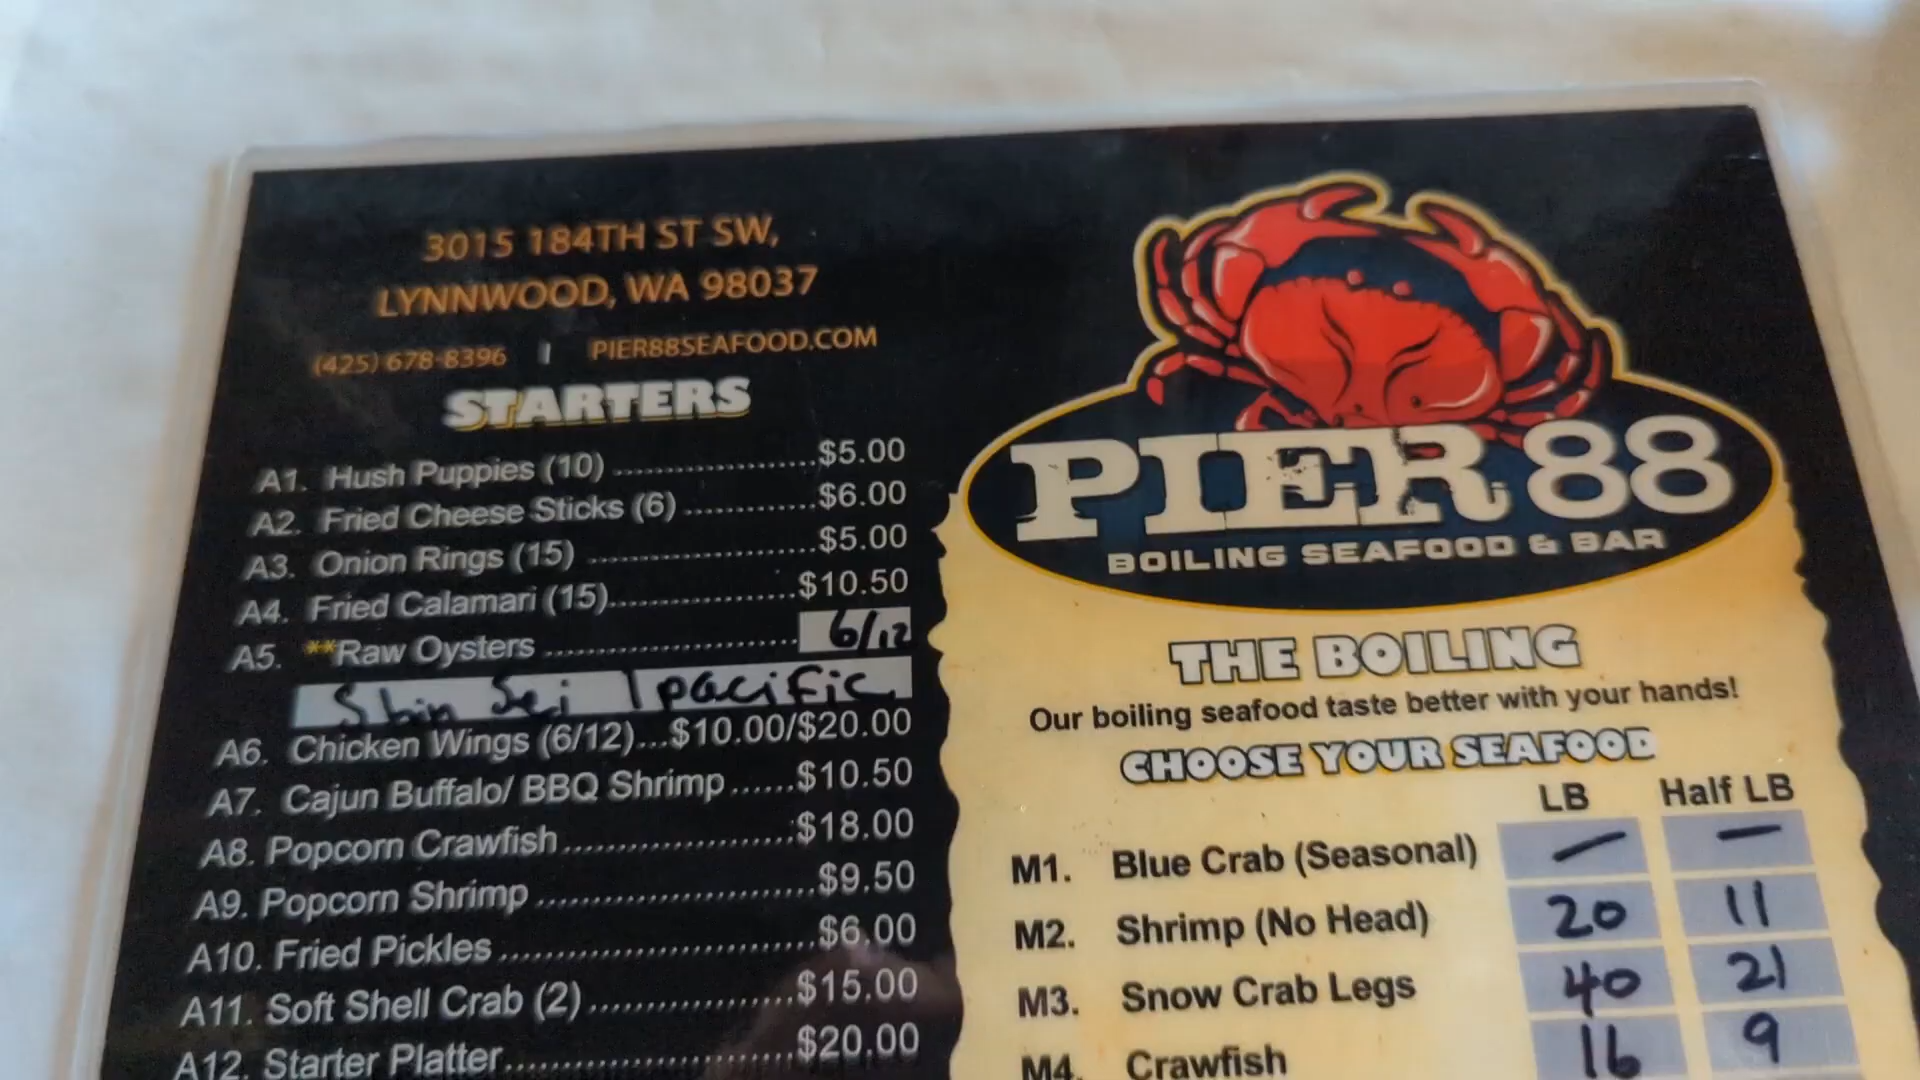 3015 184TH ST SW,
LYNNWOOD, WA 98037
(425) 678-8396 | PIER88SEAFOOD.COM
STARTERS
A1. Hush Puppies (10) ....................$5.00
A2. Fried Cheese Sticks (6) .............$6.00
A3. Onion Rings (15) ......................$5.00
A4. Fried Calamari (15)..................$10.50
A5. **Raw Oysters ........................ 6/12
Shin Sei | pacific
A6. Chicken Wings (6/12)...$10.00/$20.00
A7. Cajun Buffalo/ BBQ Shrimp ......$10.50
A8. Popcorn Crawfish .....................$18.00
A9. Popcorn Shrimp .........................$9.50
A10. Fried Pickles .............................$6.00
A11. Soft Shell Crab (2) ...................$15.00
A12. Starter Platter...........................$20.00
PIER 88
BOILING SEAFOOD & BAR
THE BOILING
Our boiling seafood taste better with your hands!
CHOOSE YOUR SEAFOOD
LB Half LB
M1. Blue Crab (Seasonal) — —
M2. Shrimp (No Head) 20 11
M3. Snow Crab Legs 40 21
M4. Crawfish 16 9